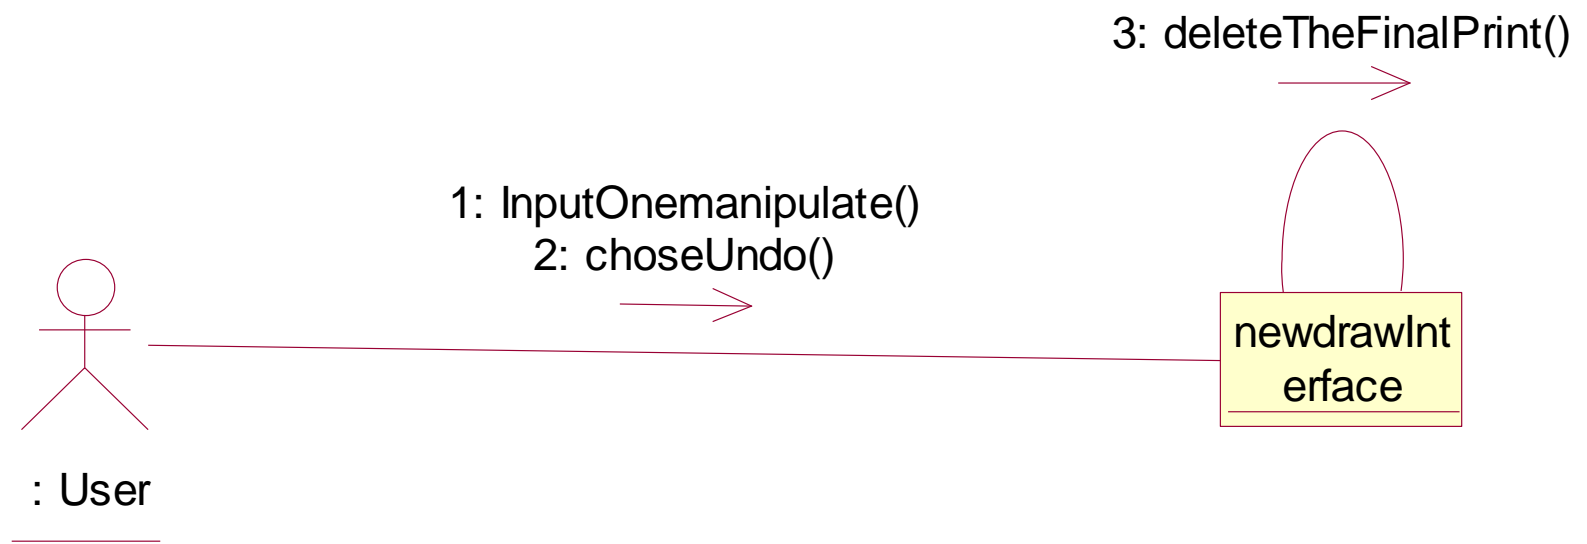 3: deleteTheFinalPrint()
1: InputOnemanipulate()
2: choseUndo()
newdrawInt
erface
: User